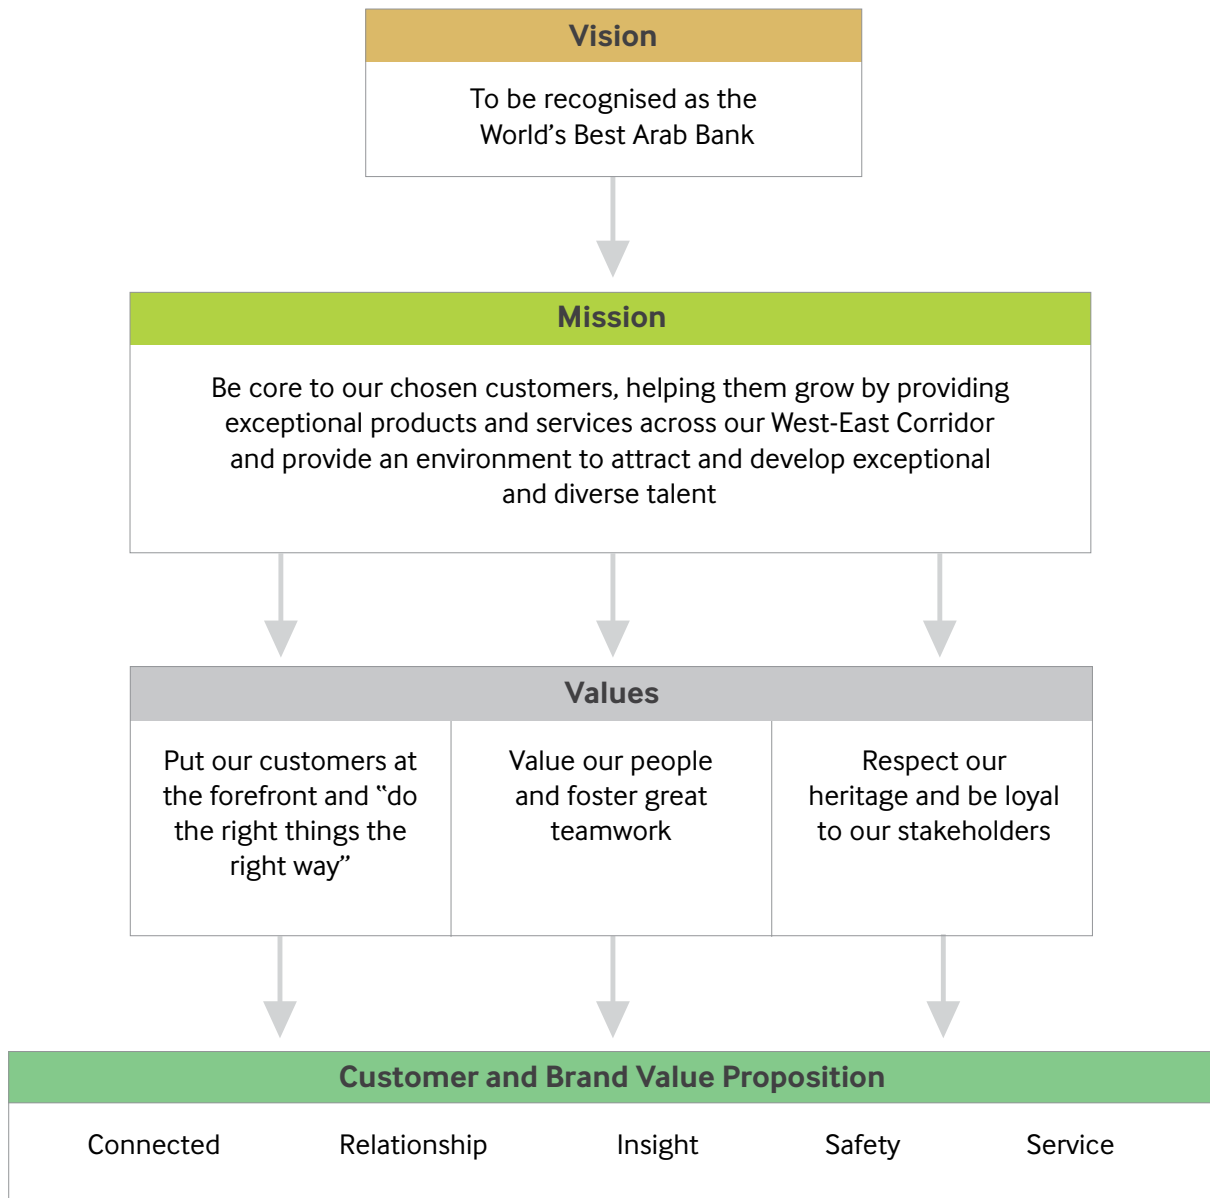 Vision
To be recognised as the
World’s Best Arab Bank
Mission
Be core to our chosen customers, helping them grow by providing
exceptional products and services across our West-East Corridor
and provide an environment to attract and develop exceptional
and diverse talent
Values
Put our customers at
the forefront and “do
the right things the
right way”
Value our people
and foster great
teamwork
Respect our
heritage and be loyal
to our stakeholders
Customer and Brand Value Proposition
Connected Relationship Insight Safety Service